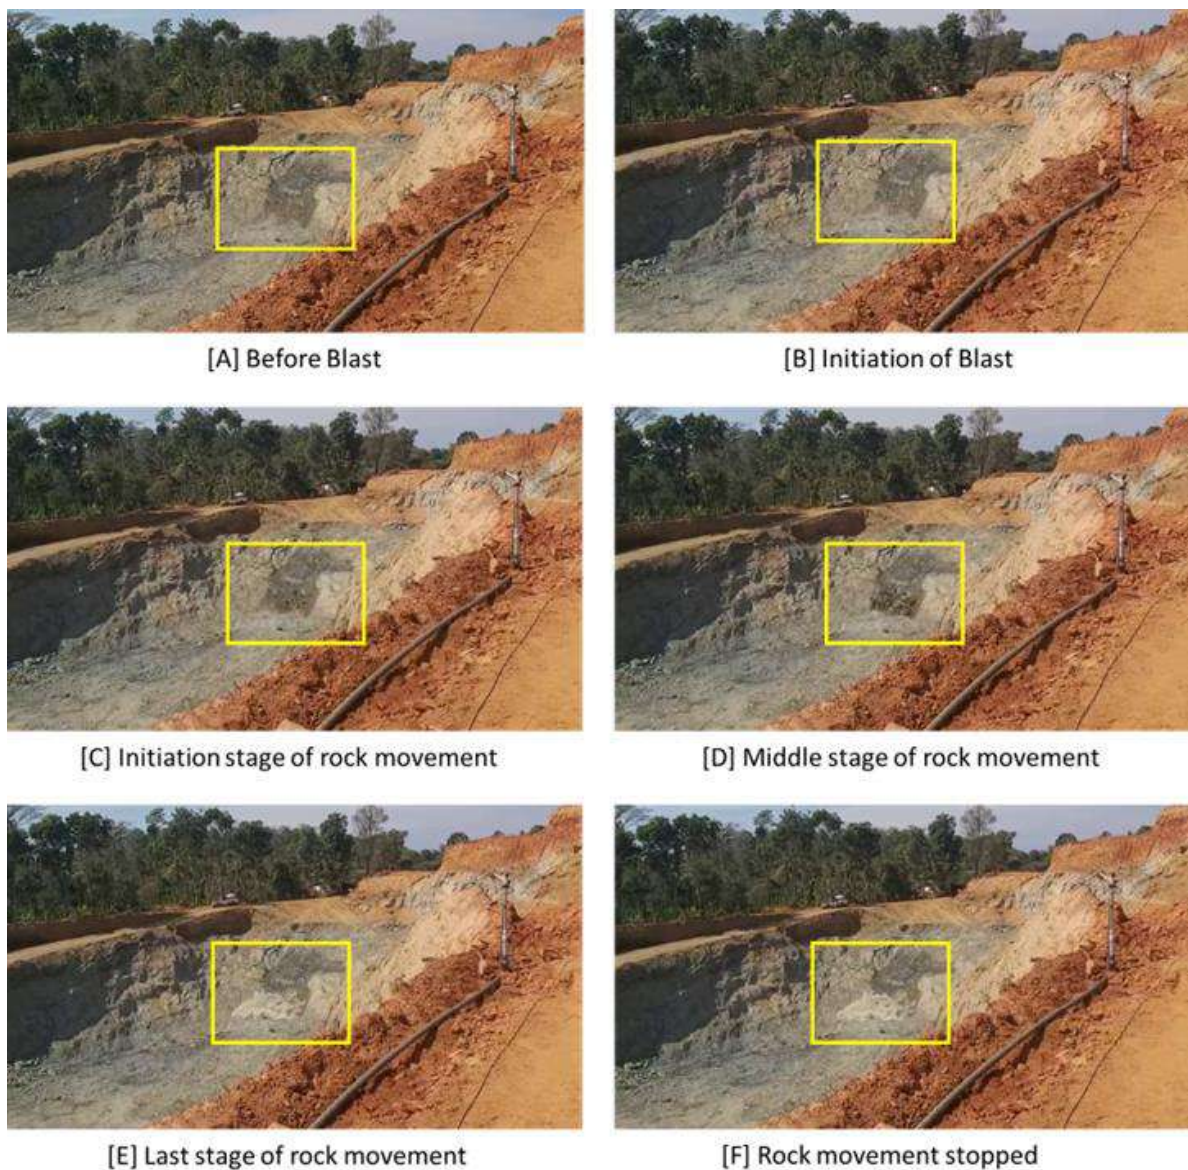 [A] Before Blast
[B] Initiation of Blast
[C] Initiation stage of rock movement
[D] Middle stage of rock movement
[E] Last stage of rock movement
[F] Rock movement stopped